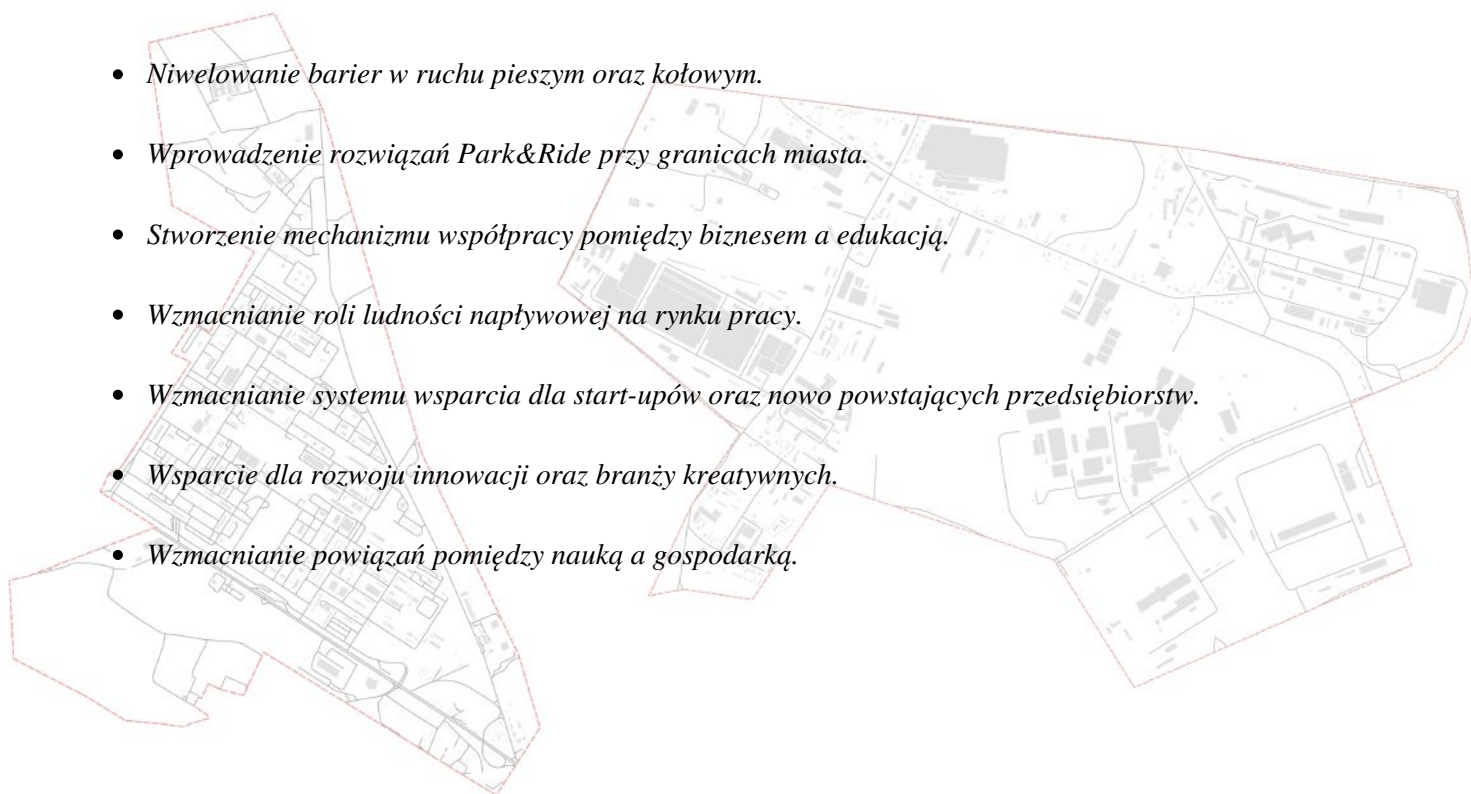 • Niwelowanie barier w ruchu pieszym oraz kołowym.
• Wprowadzenie rozwiązań Park&Ride przy granicach miasta.
• Stworzenie mechanizmu współpracy pomiędzy biznesem a edukacją.
• Wzmacnianie roli ludności napływowej na rynku pracy.
• Wzmacnianie systemu wsparcia dla start-upów oraz nowo powstających przedsiębiorstw.
• Wsparcie dla rozwoju innowacji oraz branży kreatywnych.
• Wzmacnianie powiązań pomiędzy nauką a gospodarką.